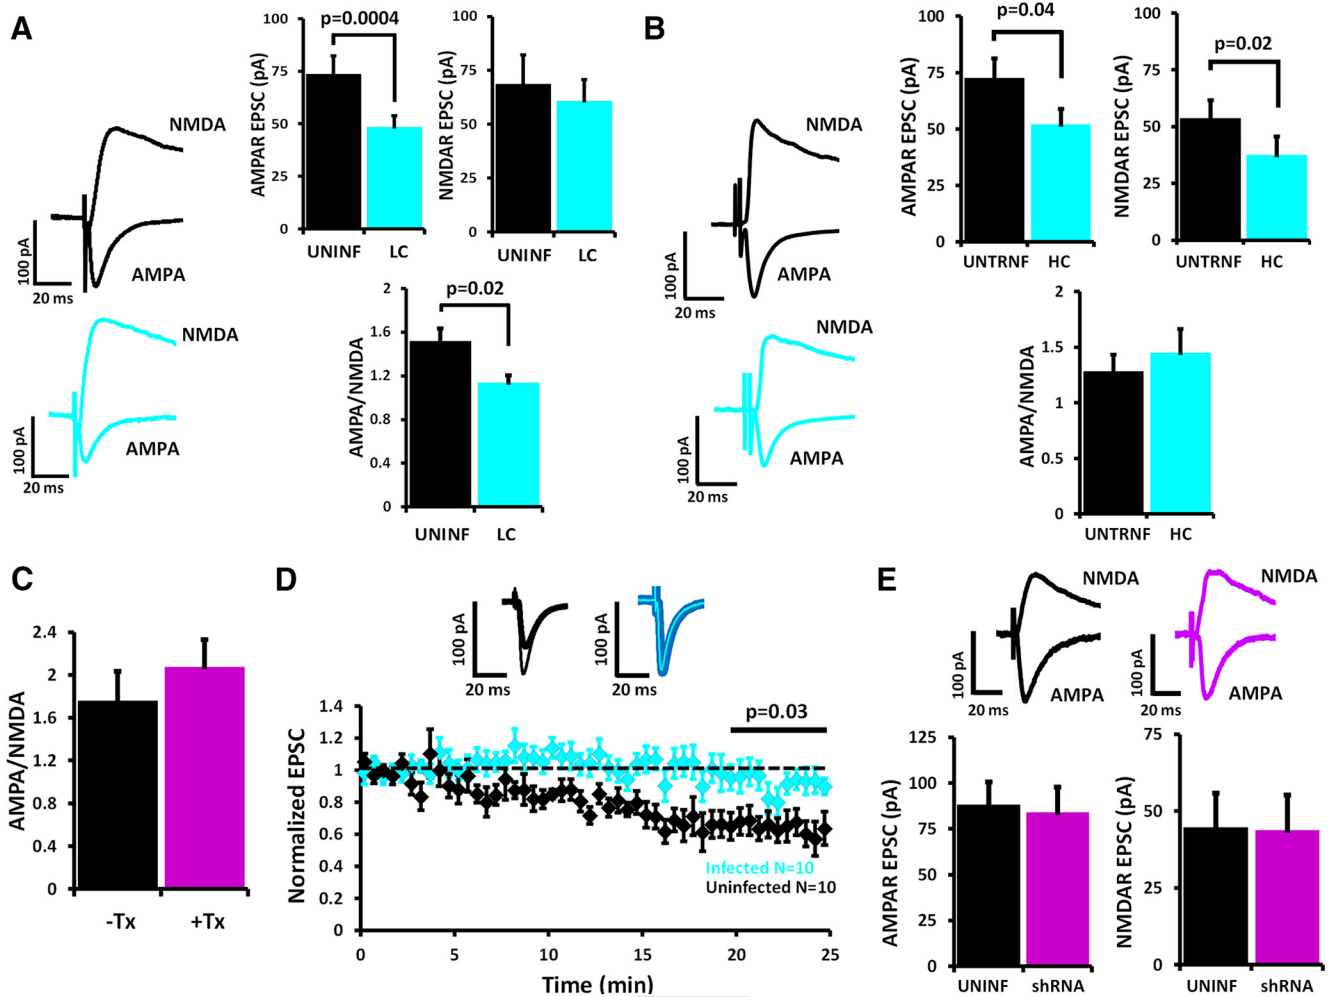 A
NMDA
AMPA
100 pA
20 ms
NMDA
AMPA
100 pA
20 ms
p=0.0004
AMPAR EPSC (pA)
100
75
50
25
0
UNINF LC
NMDAR EPSC (pA)
100
75
50
25
0
UNINF LC
p=0.02
AMPA/NMDA
2
1.6
1.2
0.8
0.4
0
UNINF LC
B
NMDA
AMPA
100 pA
20 ms
NMDA
AMPA
100 pA
20 ms
p=0.04
AMPAR EPSC (pA)
100
75
50
25
0
UNTRNF HC
p=0.02
NMDAR EPSC (pA)
100
75
50
25
0
UNTRNF HC
AMPA/NMDA
2
1.5
1
0.5
0
UNTRNF HC
C
AMPA/NMDA
2.4
2
1.6
1.2
0.8
0.4
0
-Tx +Tx
D
100 pA
20 ms
100 pA
20 ms
p=0.03
Normalized EPSC
1.4
1.2
1
0.8
0.6
0.4
0.2
0
Infected N=10
Uninfected N=10
0 5 10 15 20 25
Time (min)
E
NMDA
AMPA
100 pA
20 ms
NMDA
AMPA
100 pA
20 ms
AMPAR EPSC (pA)
125
100
75
50
25
0
UNINF shRNA
NMDAR EPSC (pA)
75
50
25
0
UNINF shRNA